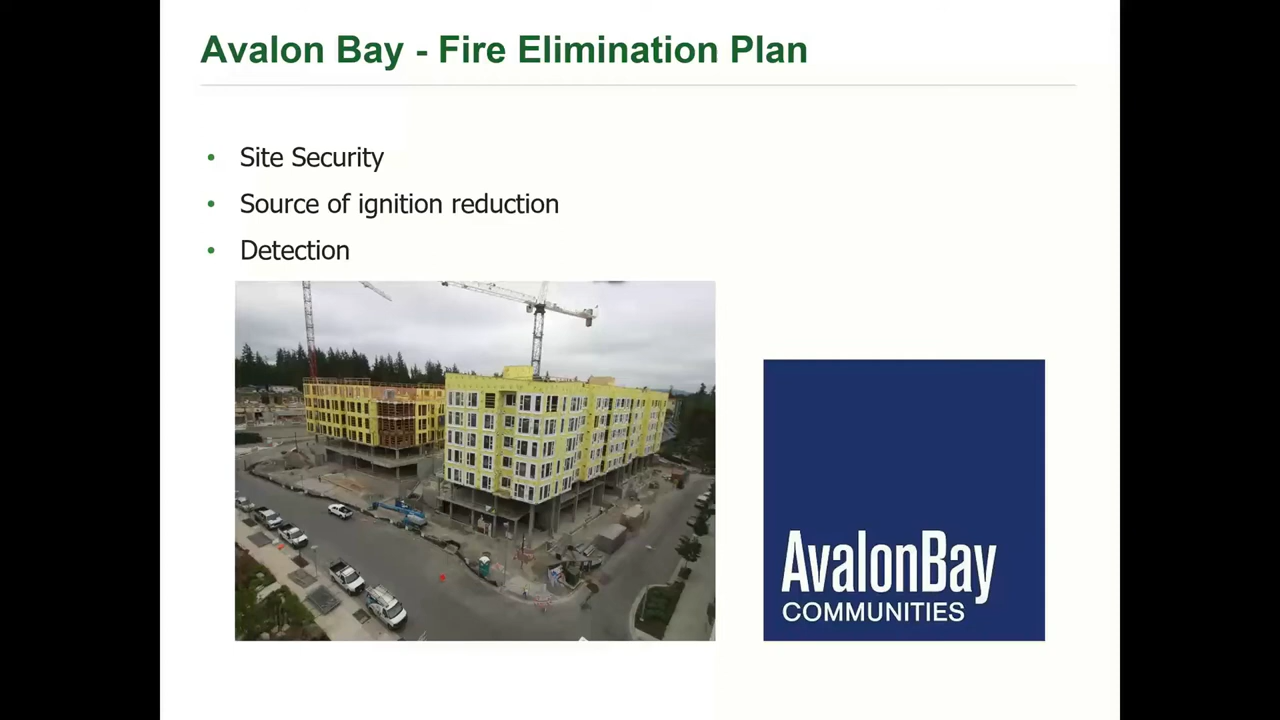 Avalon Bay - Fire Elimination Plan
• Site Security
• Source of ignition reduction
• Detection
AvalonBay
COMMUNITIES